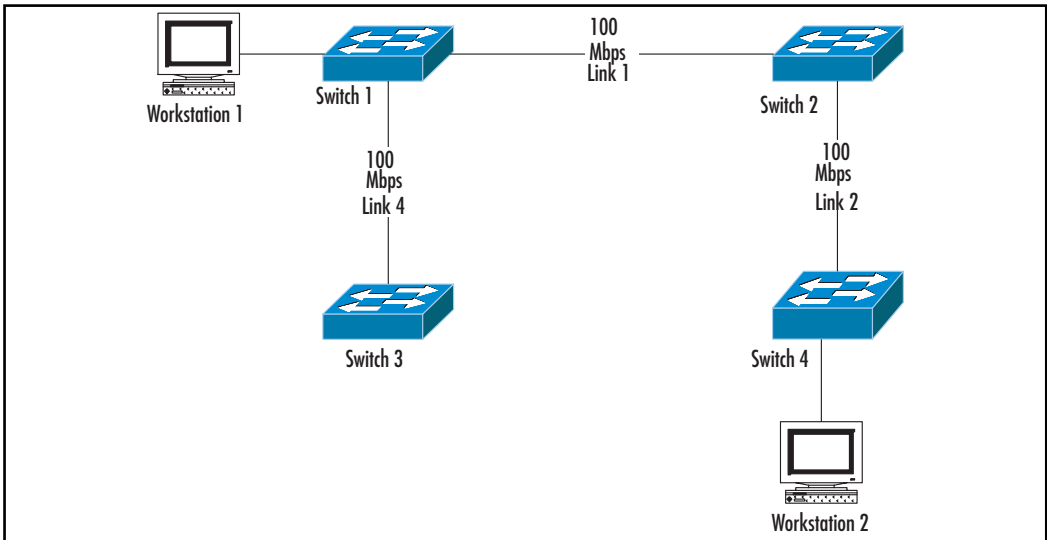 100
Mbps
Link 1
Workstation 1
Switch 1
Switch 2
100
Mbps
Link 4
100
Mbps
Link 2
Switch 3
Switch 4
Workstation 2